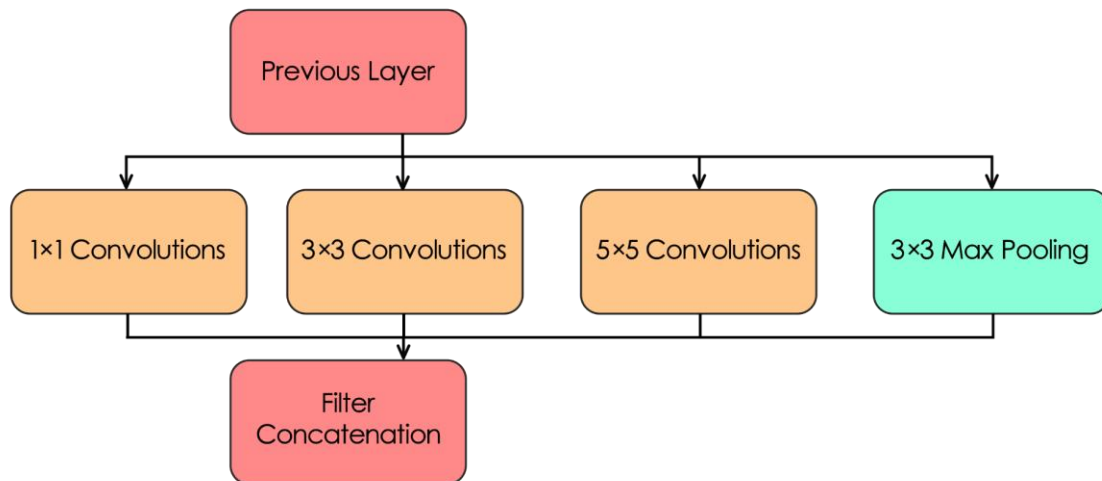 Previous Layer
1×1 Convolutions
3×3 Convolutions
5×5 Convolutions
3×3 Max Pooling
Filter
Concatenation